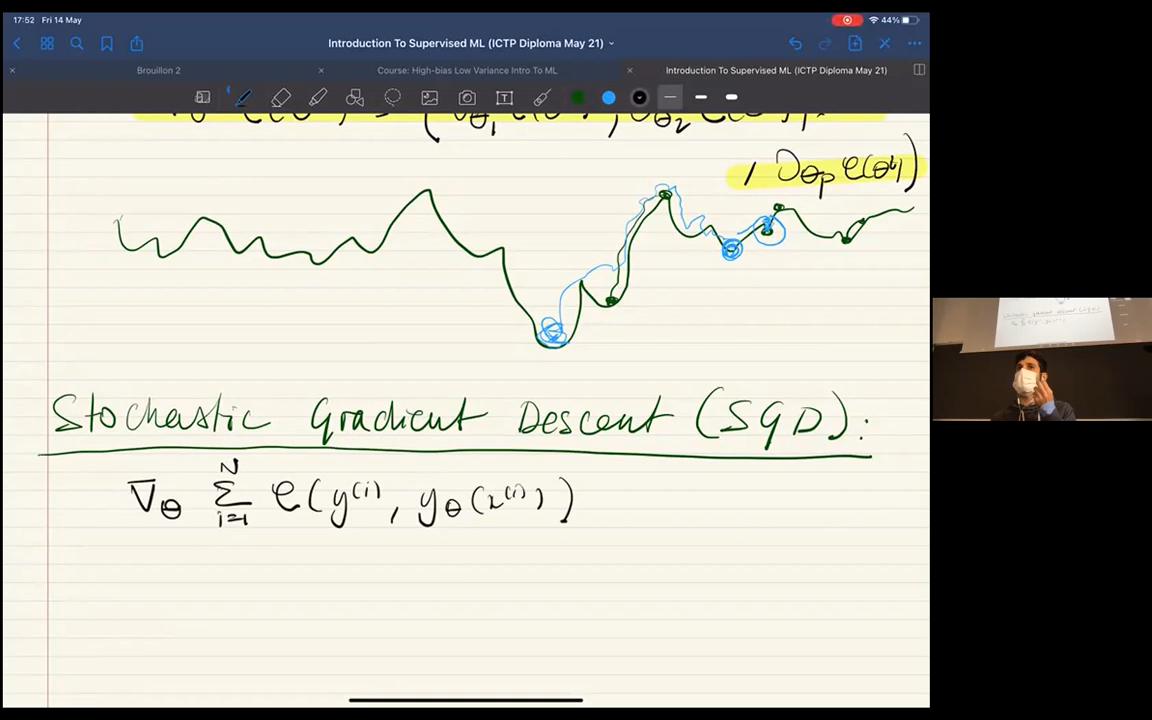 17:52 Fri 14 May
44%
Introduction To Supervised ML (ICTP Diploma May 21)
Brouillon 2
Course: High-bias Low Variance Intro To ML
Introduction To Supervised ML (ICTP Diploma May 21)
, ∇θp ℓ(θᵗ))
Stochastic Gradient Descent (SGD):
∇θ Σ_{i=1}^{N} ℓ(y^{(i)}, yθ(x^{(i)}))